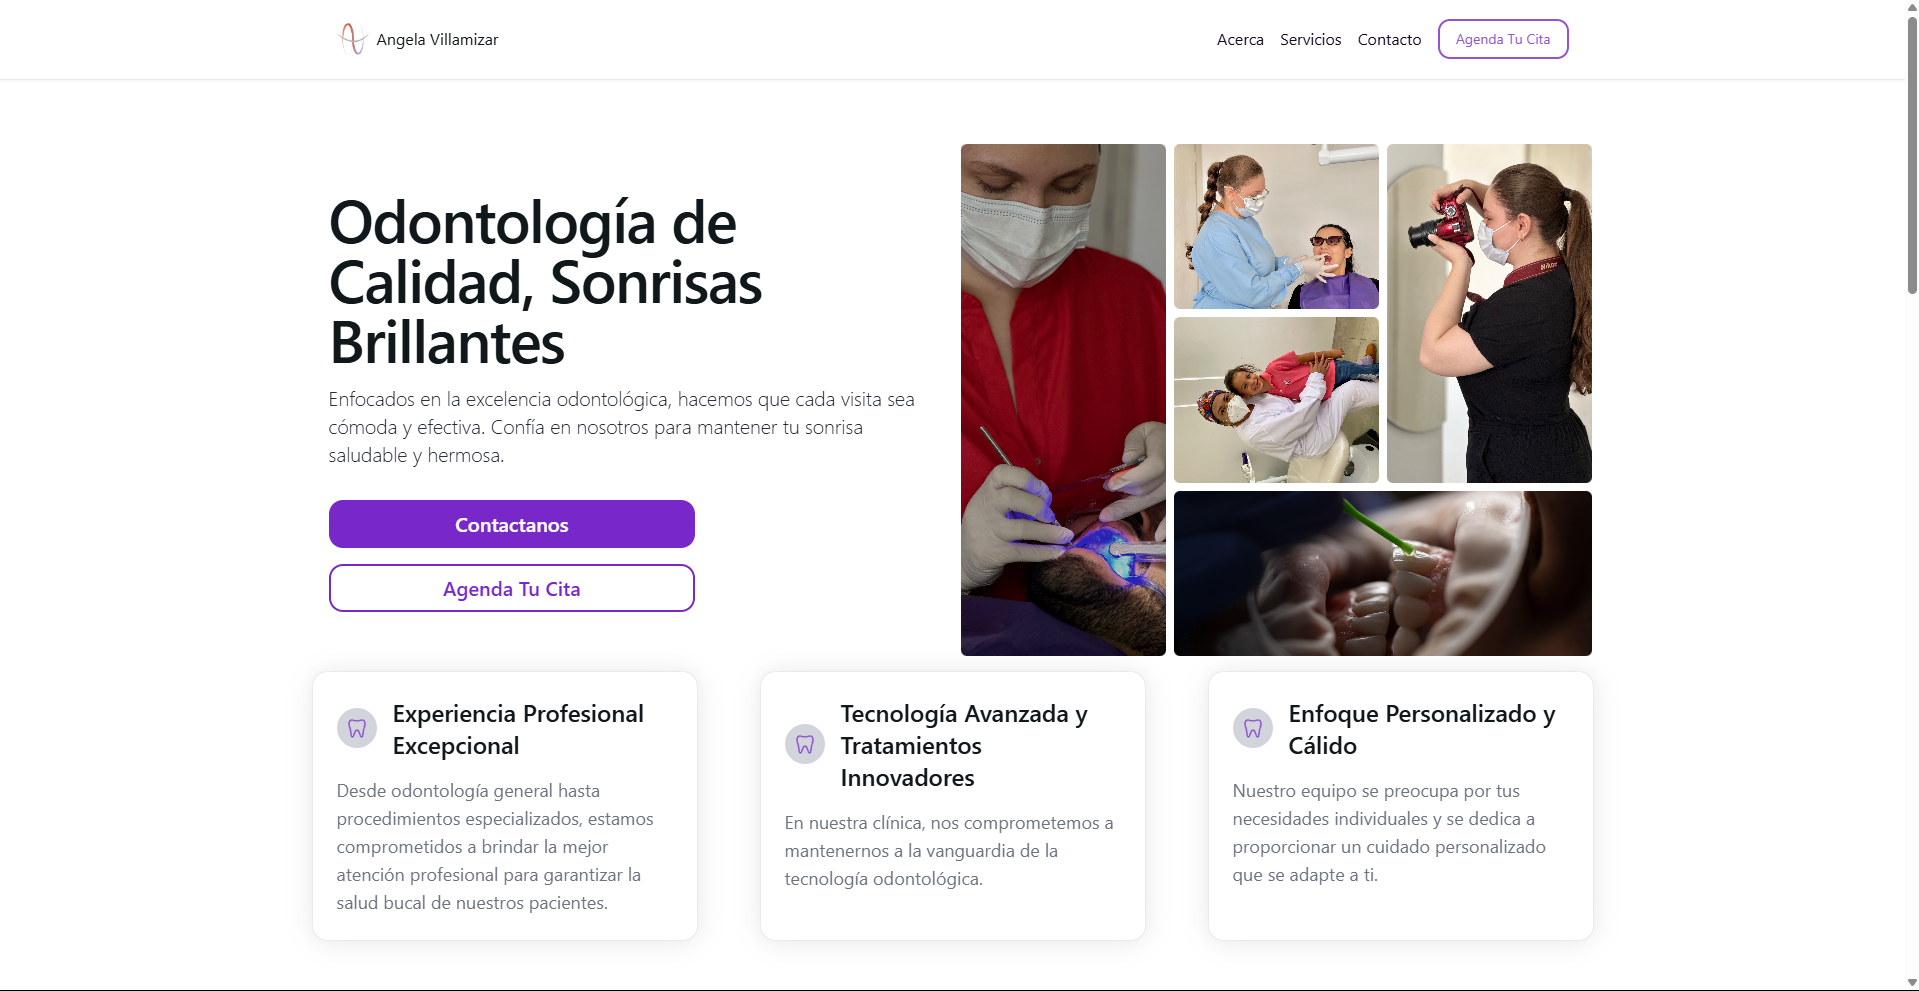 Angela Villamizar
Acerca
Servicios
Contacto
Agenda Tu Cita
Odontología de
Calidad, Sonrisas
Brillantes
Enfocados en la excelencia odontológica, hacemos que cada visita sea
cómoda y efectiva. Confía en nosotros para mantener tu sonrisa
saludable y hermosa.
Contactanos
Agenda Tu Cita
Nikon
Experiencia Profesional
Excepcional
Desde odontología general hasta
procedimientos especializados, estamos
comprometidos a brindar la mejor
atención profesional para garantizar la
salud bucal de nuestros pacientes.
Tecnología Avanzada y
Tratamientos
Innovadores
En nuestra clínica, nos comprometemos a
mantenernos a la vanguardia de la
tecnología odontológica.
Enfoque Personalizado y
Cálido
Nuestro equipo se preocupa por tus
necesidades individuales y se dedica a
proporcionar un cuidado personalizado
que se adapte a ti.